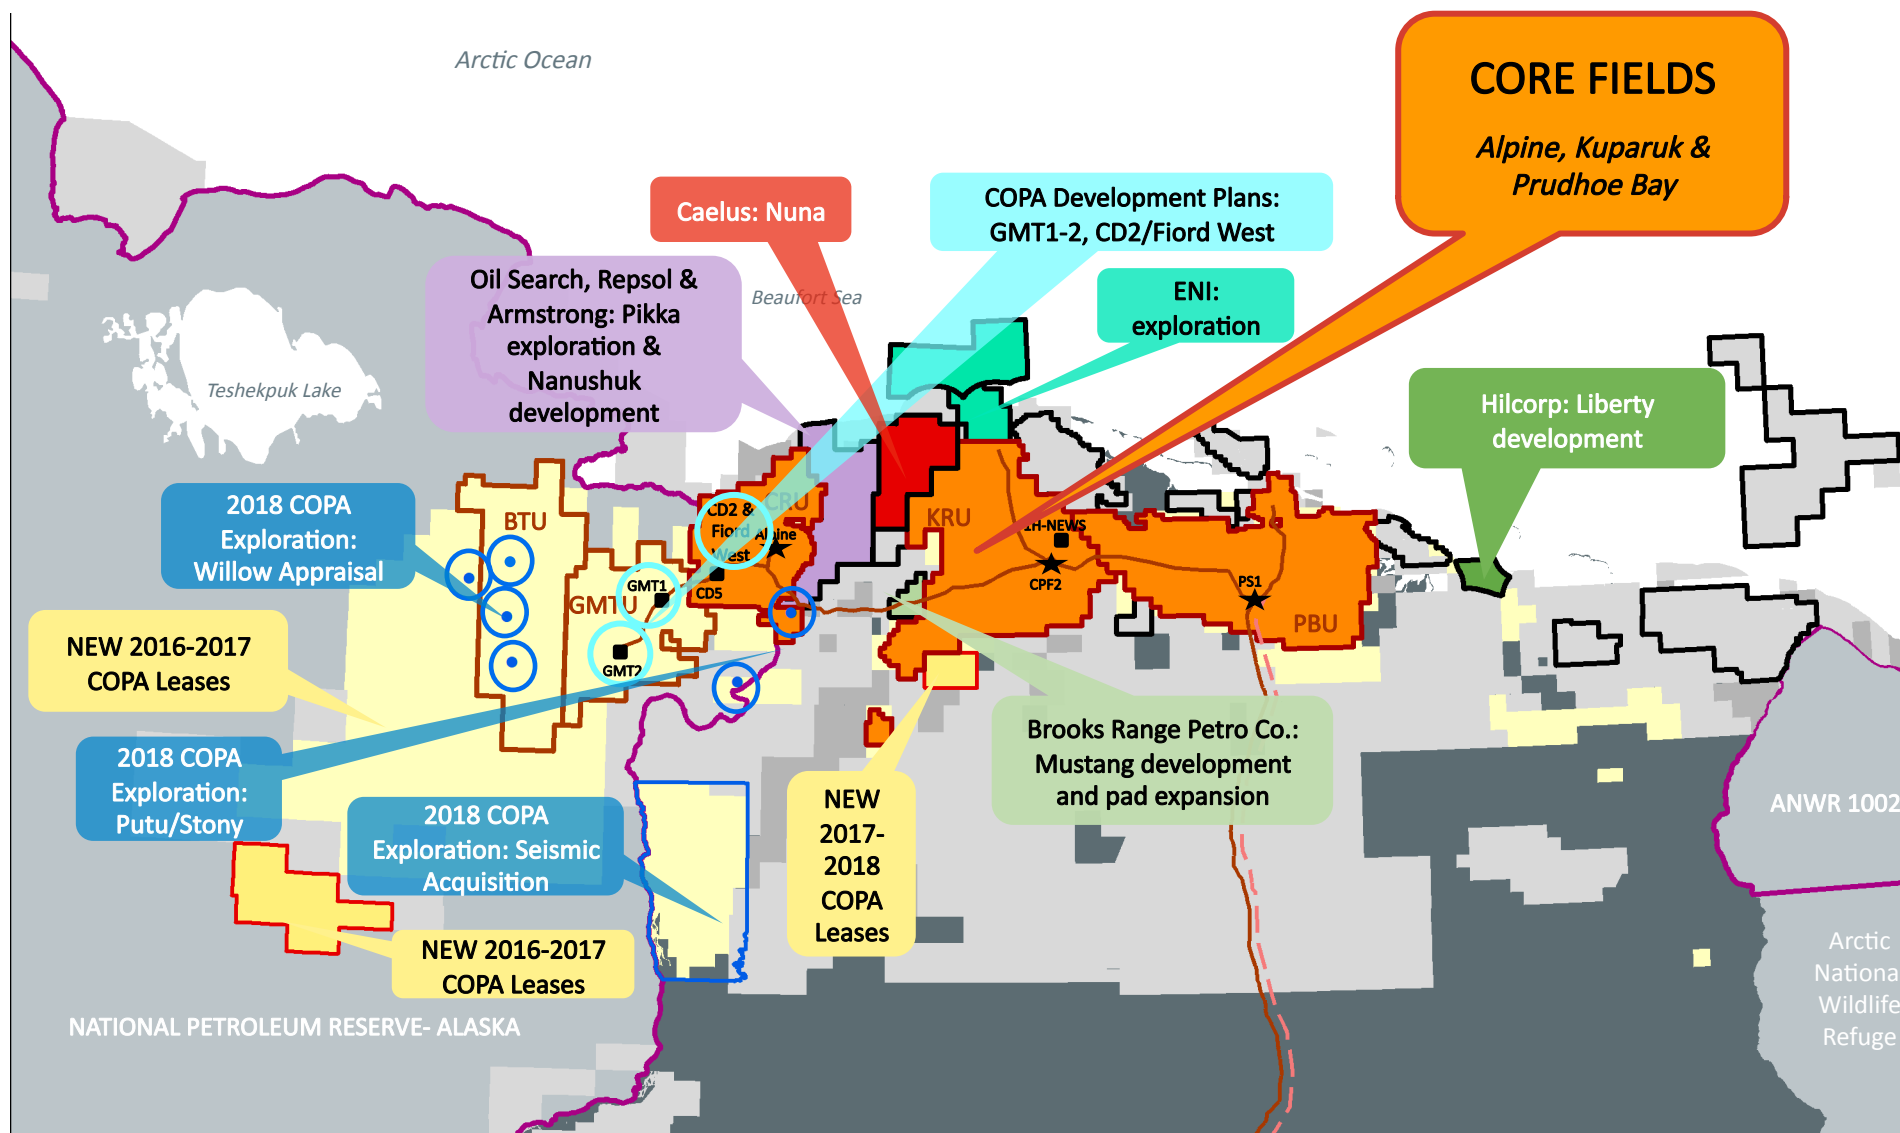 Arctic Ocean
CORE FIELDS
Alpine, Kuparuk &
Prudhoe Bay
Caelus: Nuna
COPA Development Plans:
GMT1-2, CD2/Fiord West
Oil Search, Repsol &
Armstrong: Pikka
exploration &
Nanushuk
development
Beaufort Sea
ENI:
exploration
Teshekpuk Lake
Hilcorp: Liberty
development
2018 COPA
Exploration:
Willow Appraisal
BTU
CRU
CD2 &
Fiord
West
Alpine
KRU
1H-NEWS
CPF2
PS1
PBU
GMTU
GMT1
CD5
GMT2
NEW 2016-2017
COPA Leases
2018 COPA
Exploration:
Putu/Stony
2018 COPA
Exploration: Seismic
Acquisition
NEW
2017-
2018
COPA
Leases
Brooks Range Petro Co.:
Mustang development
and pad expansion
ANWR 1002
NEW 2016-2017
COPA Leases
NATIONAL PETROLEUM RESERVE- ALASKA
Arctic
National
Wildlife
Refuge